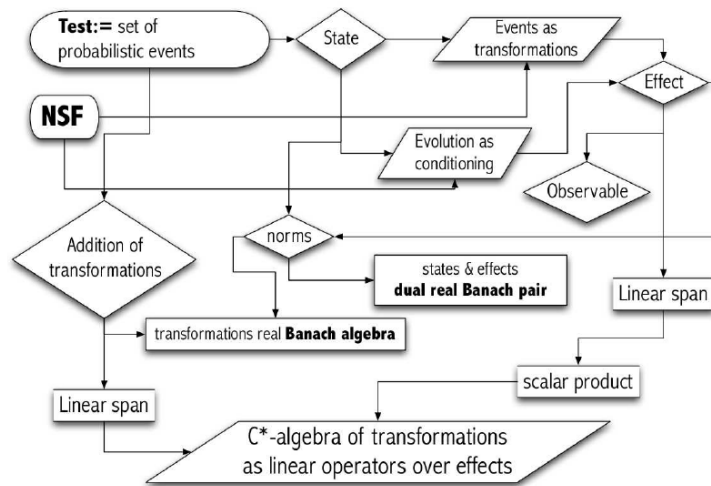 Test:= set of
probabilistic events
State
Events as
transformations
Effect
NSF
Evolution as
conditioning
Observable
Addition of
transformations
norms
states & effects
dual real Banach pair
Linear span
transformations real Banach algebra
scalar product
Linear span
C*-algebra of transformations
as linear operators over effects